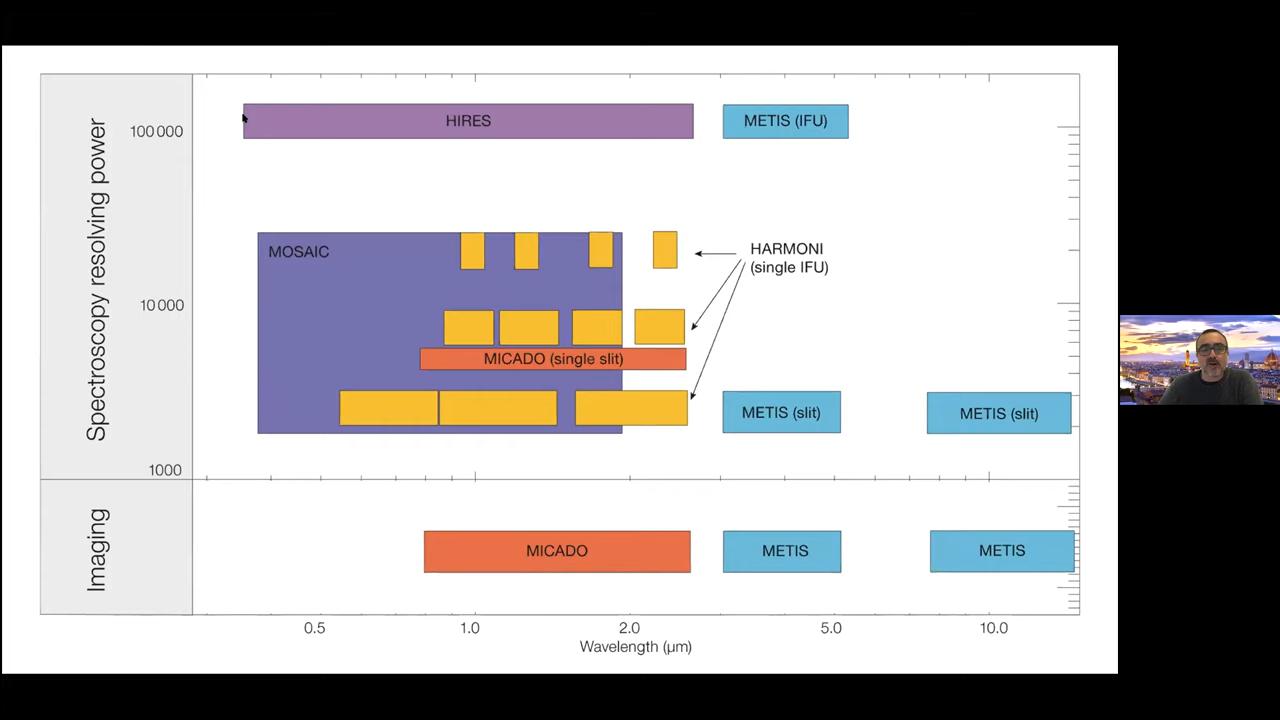 Spectroscopy resolving power
100 000
10 000
1000
HIRES
METIS (IFU)
MOSAIC
HARMONI
(single IFU)
MICADO (single slit)
METIS (slit)
METIS (slit)
Imaging
MICADO
METIS
METIS
0.5
1.0
2.0
5.0
10.0
Wavelength (µm)